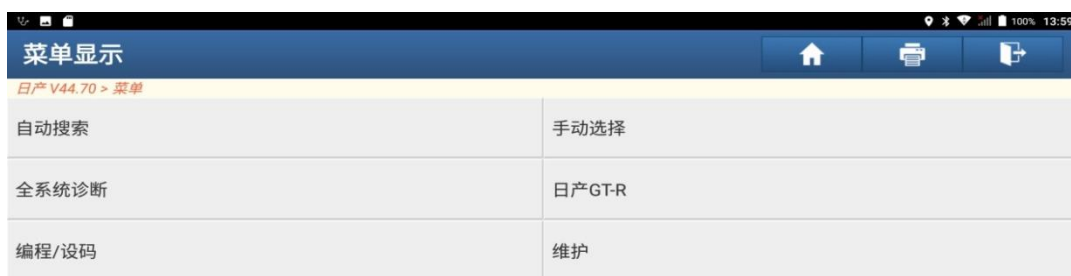 100% 13:59
菜单显示
日产 V44.70 > 菜单
自动搜索 手动选择
全系统诊断 日产GT-R
编程/设码 维护